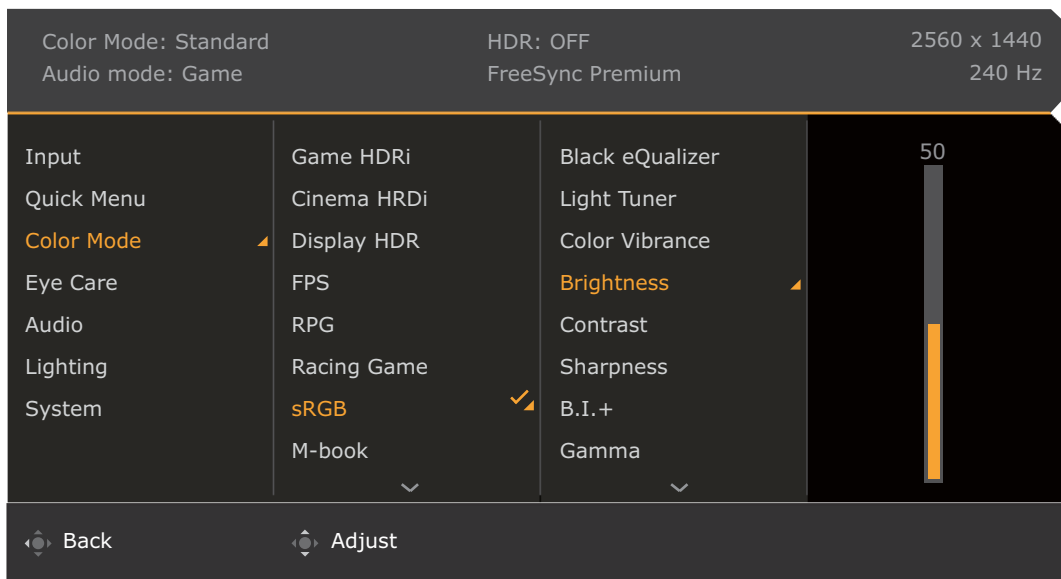 Color Mode: Standard
HDR: OFF
2560 x 1440
Audio mode: Game
FreeSync Premium
240 Hz
Input
Quick Menu
Color Mode
Eye Care
Audio
Lighting
System
Game HDRi
Cinema HRDi
Display HDR
FPS
RPG
Racing Game
sRGB
M-book
Black eQualizer
Light Tuner
Color Vibrance
Brightness
Contrast
Sharpness
B.I.+
Gamma
50
Back
Adjust